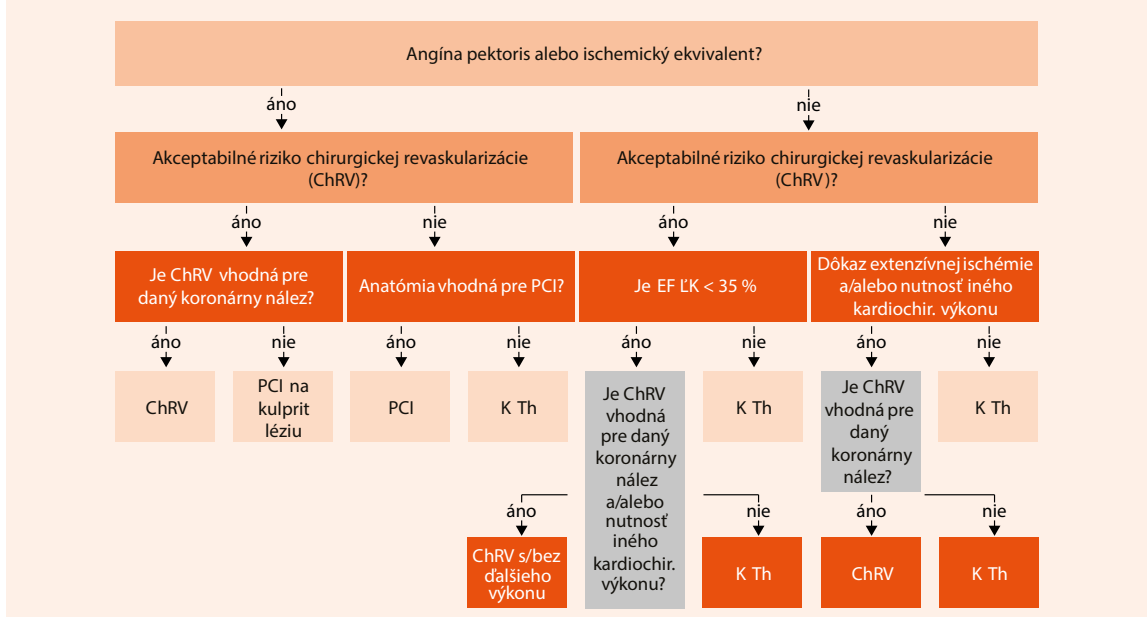 Angína pektoris alebo ischemický ekvivalent?
áno
nie
Akceptabilné riziko chirurgickej revaskularizácie
(ChRV)?
Akceptabilné riziko chirurgickej revaskularizácie
(ChRV)?
áno
nie
áno
nie
Je ChRV vhodná pre
daný koronárny nález?
Anatómia vhodná pre PCI?
Je EF ĽK < 35 %
Dôkaz extenzívnej ischémie
a/alebo nutnosť iného
kardiochir. výkonu
áno
nie
áno
nie
áno
nie
áno
nie
ChRV
PCI na
kulprit
léziu
PCI
K Th
Je ChRV
vhodná
pre daný
koronárny
nález
a/alebo
nutnosť
iného
kardiochir.
výkonu?
K Th
Je ChRV
vhodná pre
daný
koronárny
nález?
K Th
áno
nie
áno
nie
ChRV s/bez
ďalšieho
výkonu
K Th
ChRV
K Th